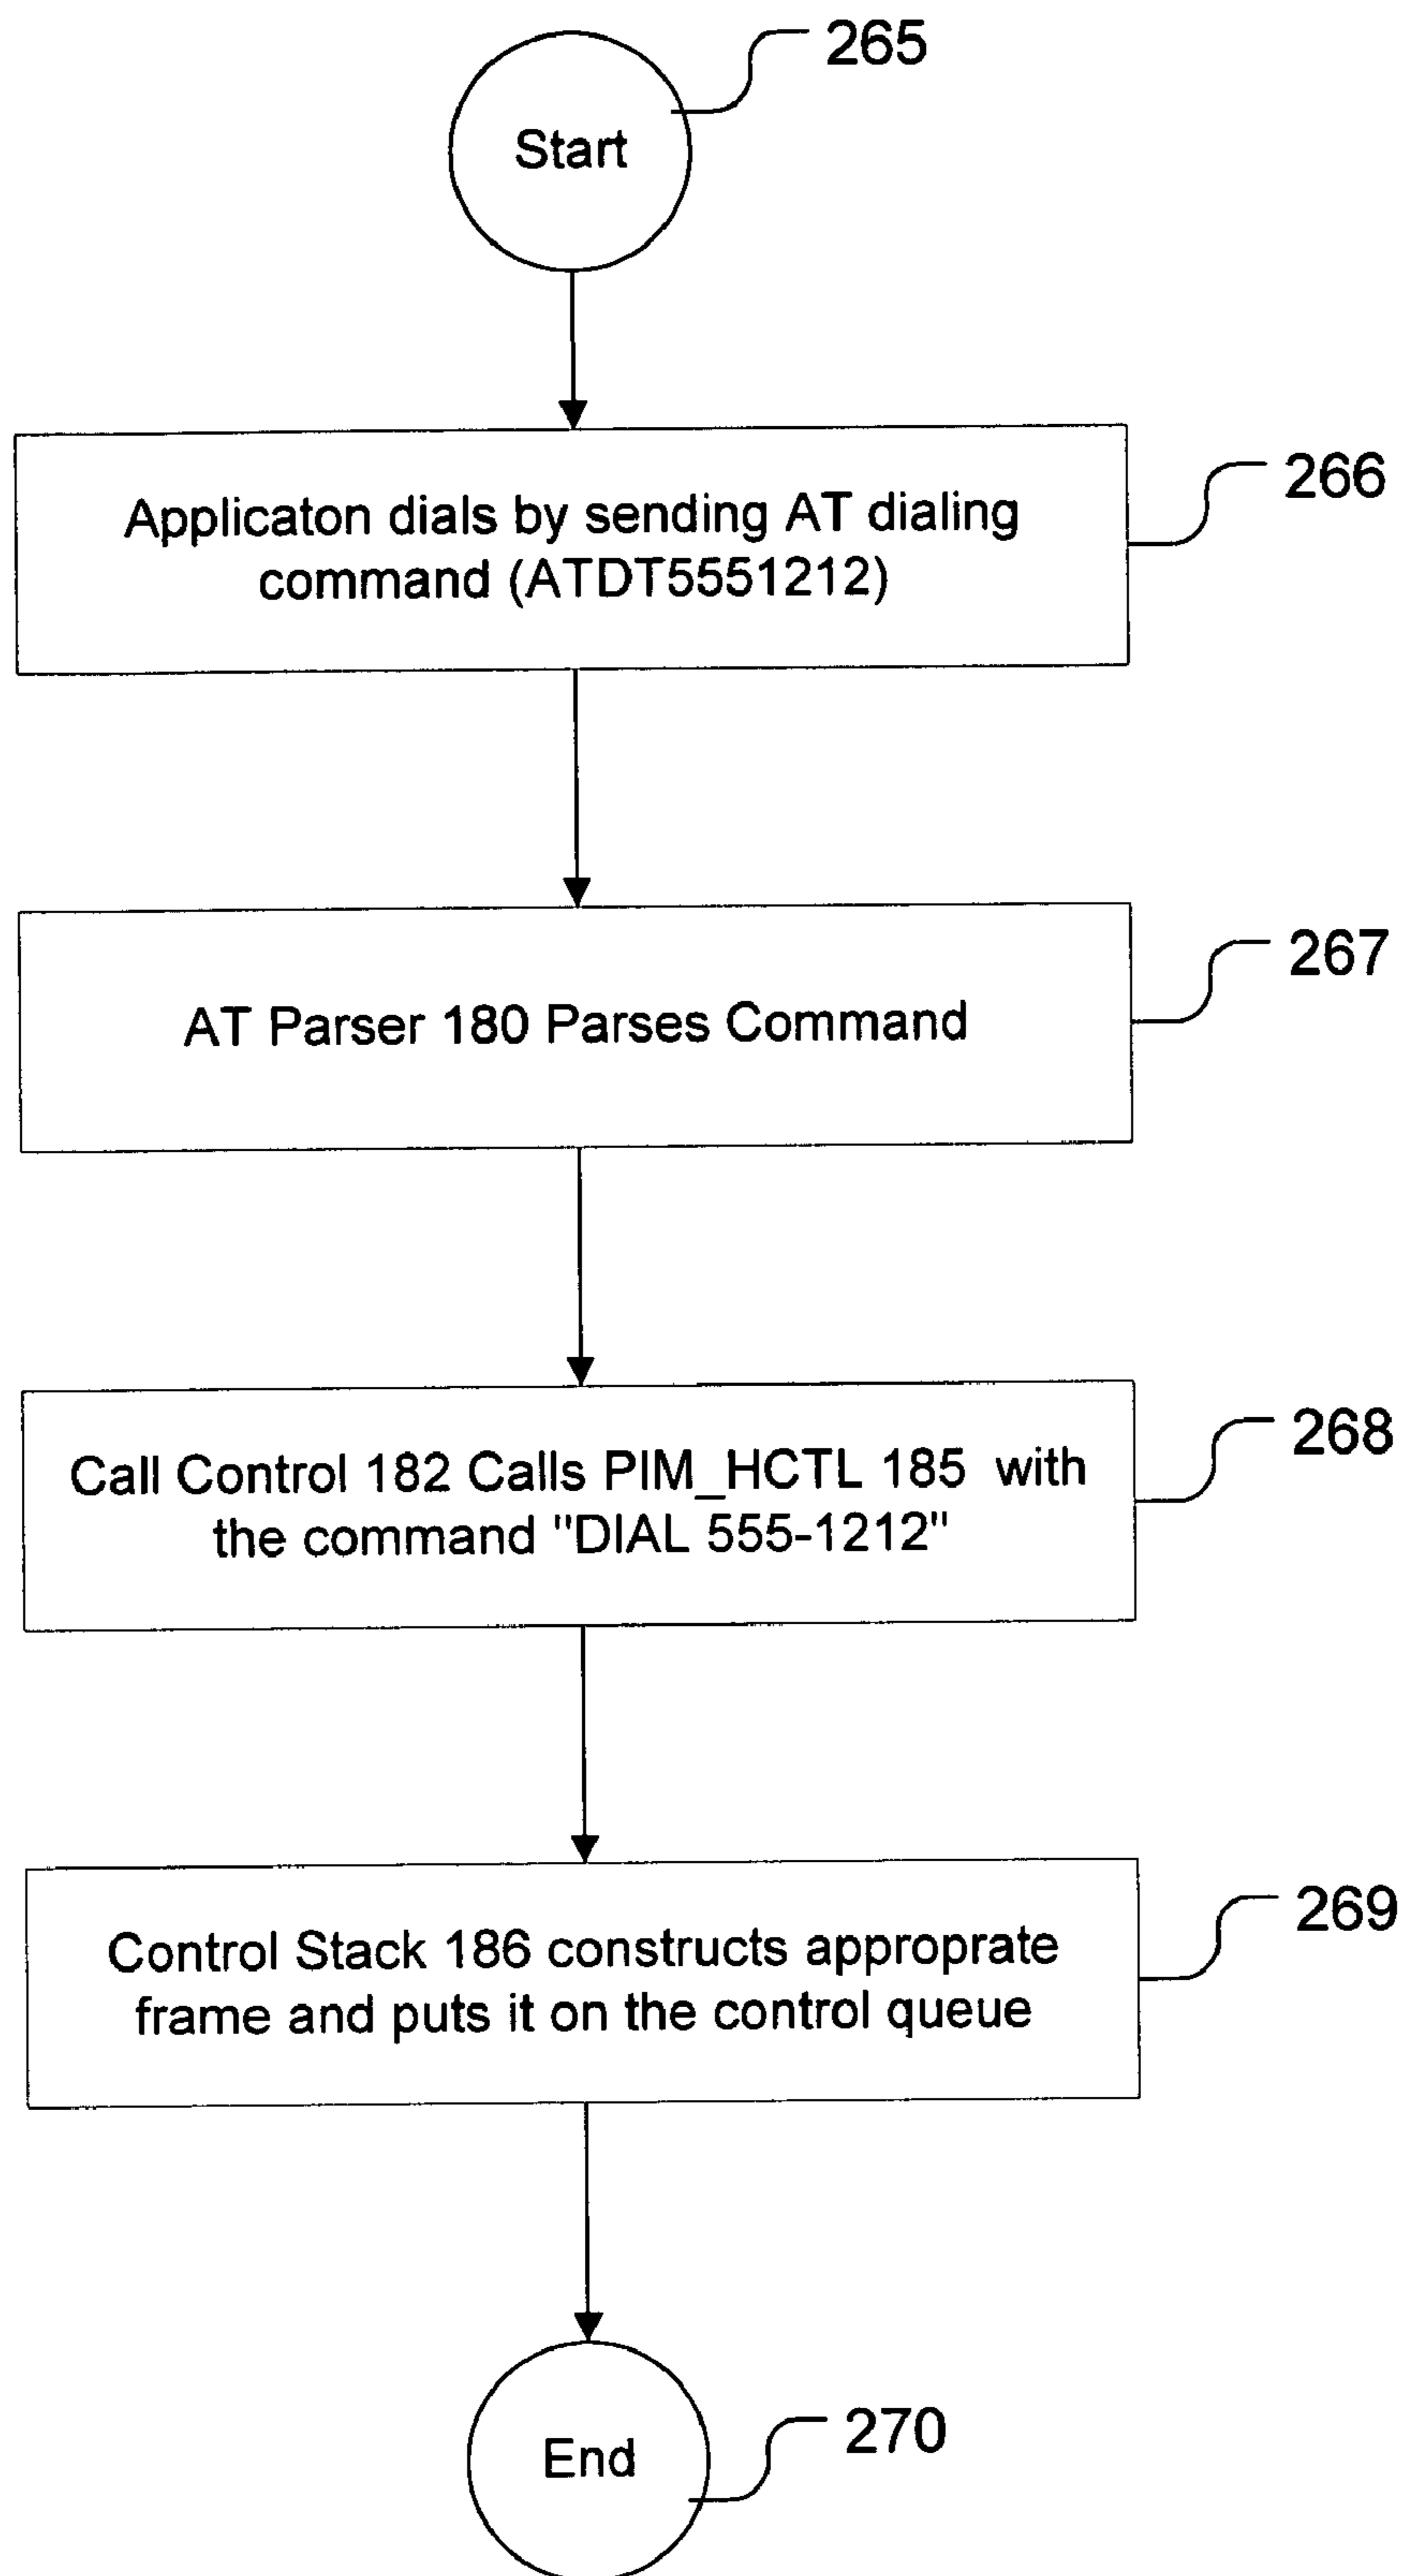 265
Start
266
Applicaton dials by sending AT dialing
command (ATDT5551212)
267
AT Parser 180 Parses Command
268
Call Control 182 Calls PIM_HCTL 185 with
the command "DIAL 555-1212"
269
Control Stack 186 constructs approprate
frame and puts it on the control queue
270
End